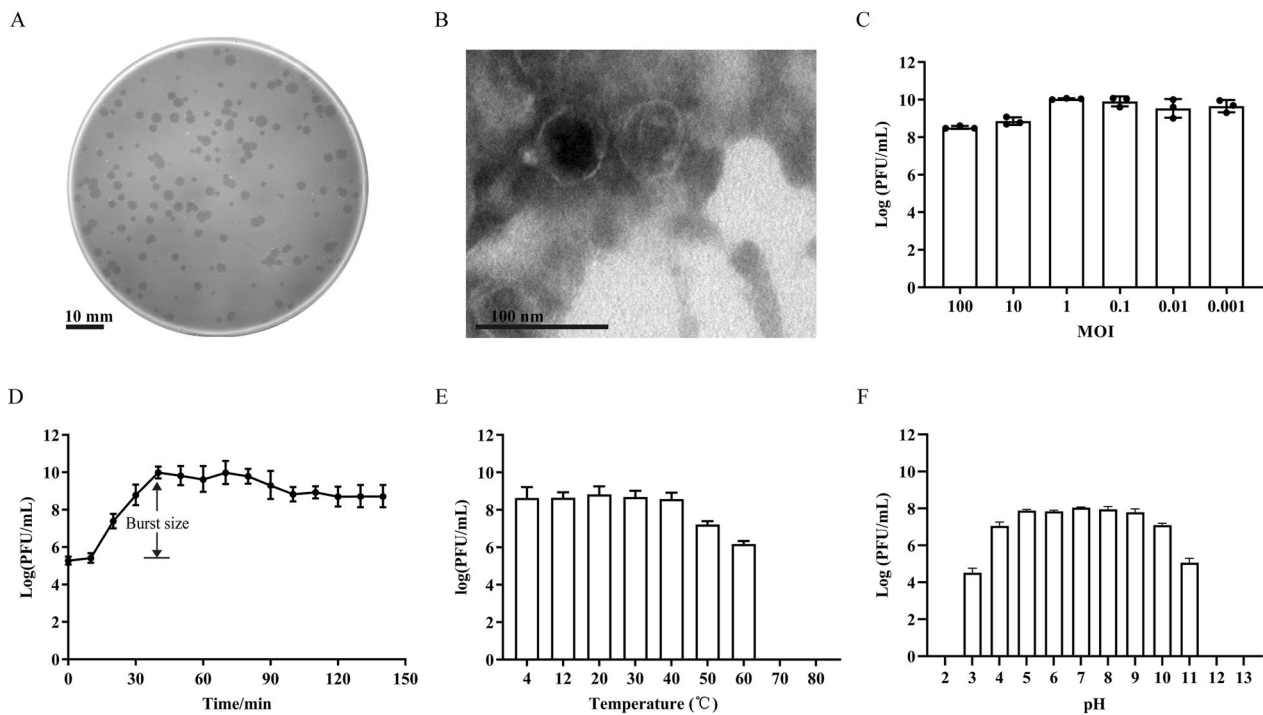 A
B
C
10 mm
100 nm
Log (PFU/mL)
12
10
8
6
4
2
0
100 10 1 0.1 0.01 0.001
MOI
D
E
F
Log(PFU/mL)
12
10
8
6
4
2
0
Burst size
0 30 60 90 120 150
Time/min
log(PFU/mL)
12
10
8
6
4
2
0
4 12 20 30 40 50 60 70 80
Temperature (℃)
Log (PFU/mL)
12
10
8
6
4
2
0
2 3 4 5 6 7 8 9 10 11 12 13
pH